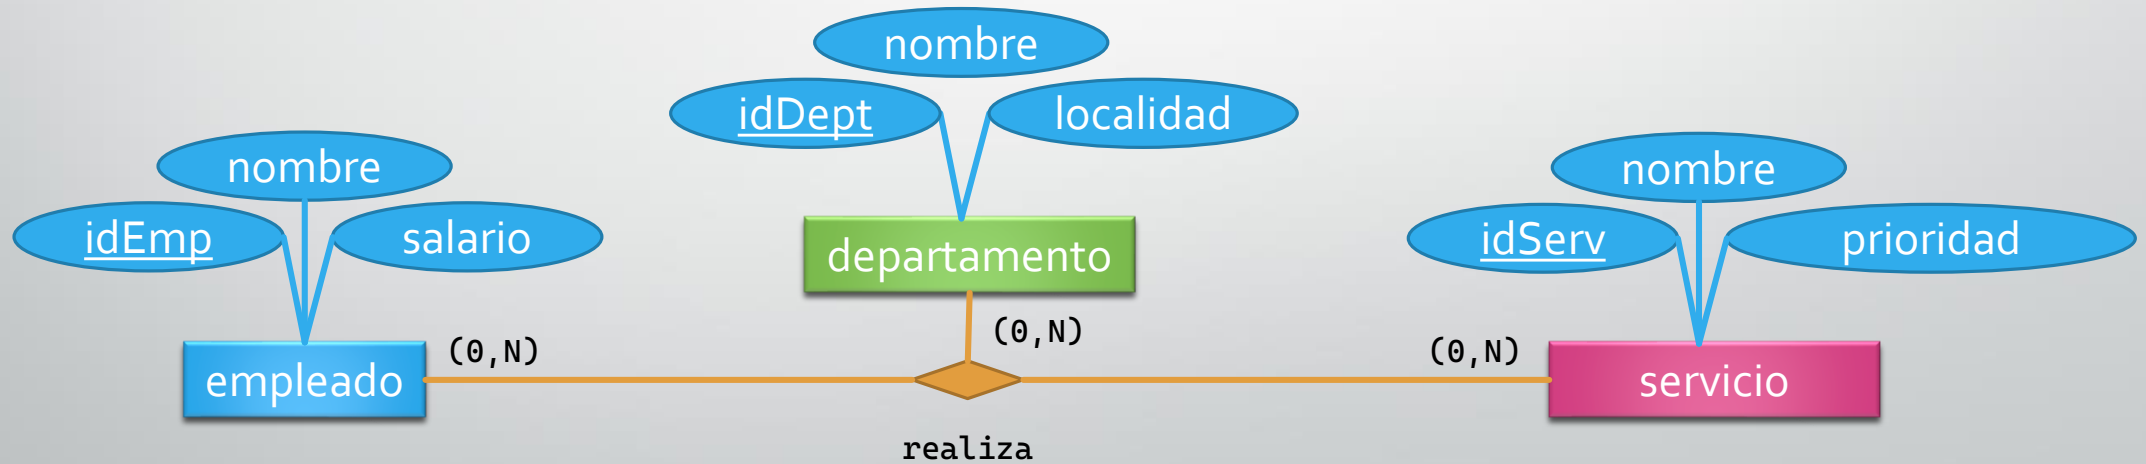 nombre
idDept
localidad
nombre
idEmp
salario
nombre
idServ
prioridad
departamento
(0,N)
(0,N)
(0,N)
empleado
servicio
realiza